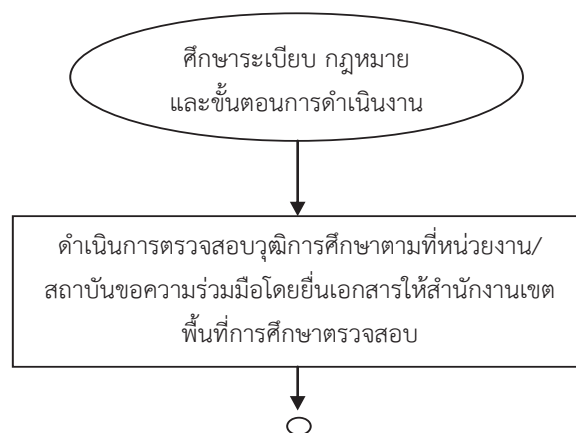 ศึกษาระเบียบ กฎหมาย
และขั้นตอนการดำเนินงาน
ดำเนินการตรวจสอบวุฒิการศึกษาตามที่หน่วยงาน/
สถาบันขอความร่วมมือโดยยื่นเอกสารให้สำนักงานเขต
พื้นที่การศึกษาตรวจสอบ